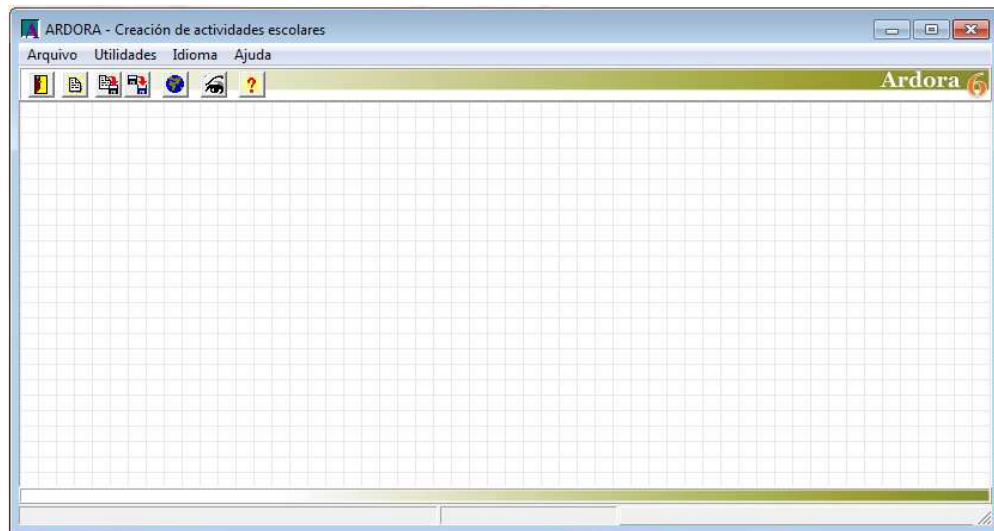 ARDORA - Creación de actividades escolares
Arquivo Utilidades Idioma Ajuda
? Ardora 6